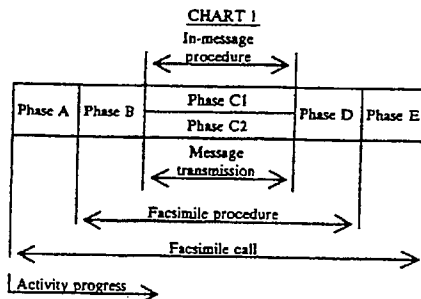 CHART 1
In-message
procedure
Phase A Phase B Phase C1 Phase D Phase E
Phase C2
Message
transmission
Facsimile procedure
Facsimile call
Activity progress